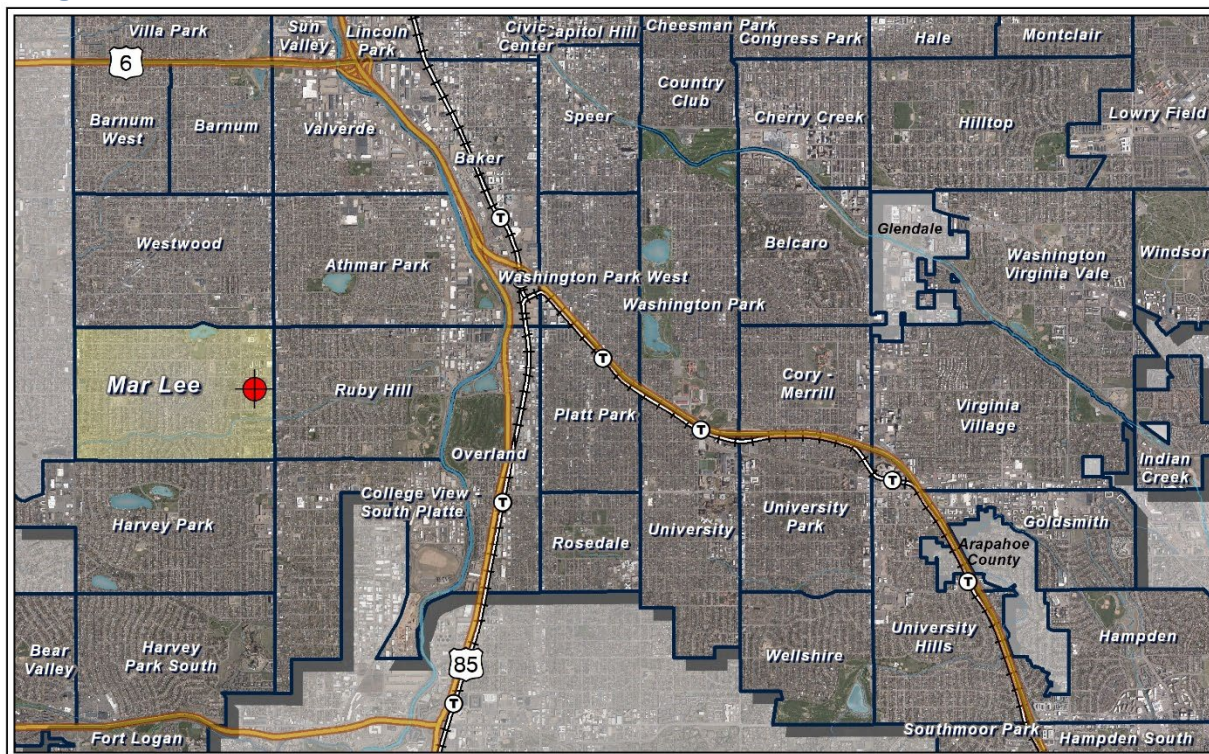 Villa Park
Sun
Valley
Lincoln
Park
Civic
Center
Capitol Hill
Cheesman Park
Congress Park
Hale
Montclair
6
Barnum
West
Barnum
Valverde
Baker
Speer
Country
Club
Cherry Creek
Hilltop
Lowry Field
T
Westwood
Athmar Park
Washington Park West
Washington Park
Belcaro
Glendale
Washington
Virginia Vale
Windsor
Mar Lee
Ruby Hill
T
Platt Park
T
Cory -
Merrill
Virginia
Village
Overland
Indian
Creek
Harvey Park
College View -
South Platte
T
Rosedale
University
University
Park
T
Goldsmith
Arapahoe
County
T
Bear
Valley
Harvey
Park South
85
T
Wellshire
University
Hills
Hampden
Fort Logan
Southmoor Park
Hampden South